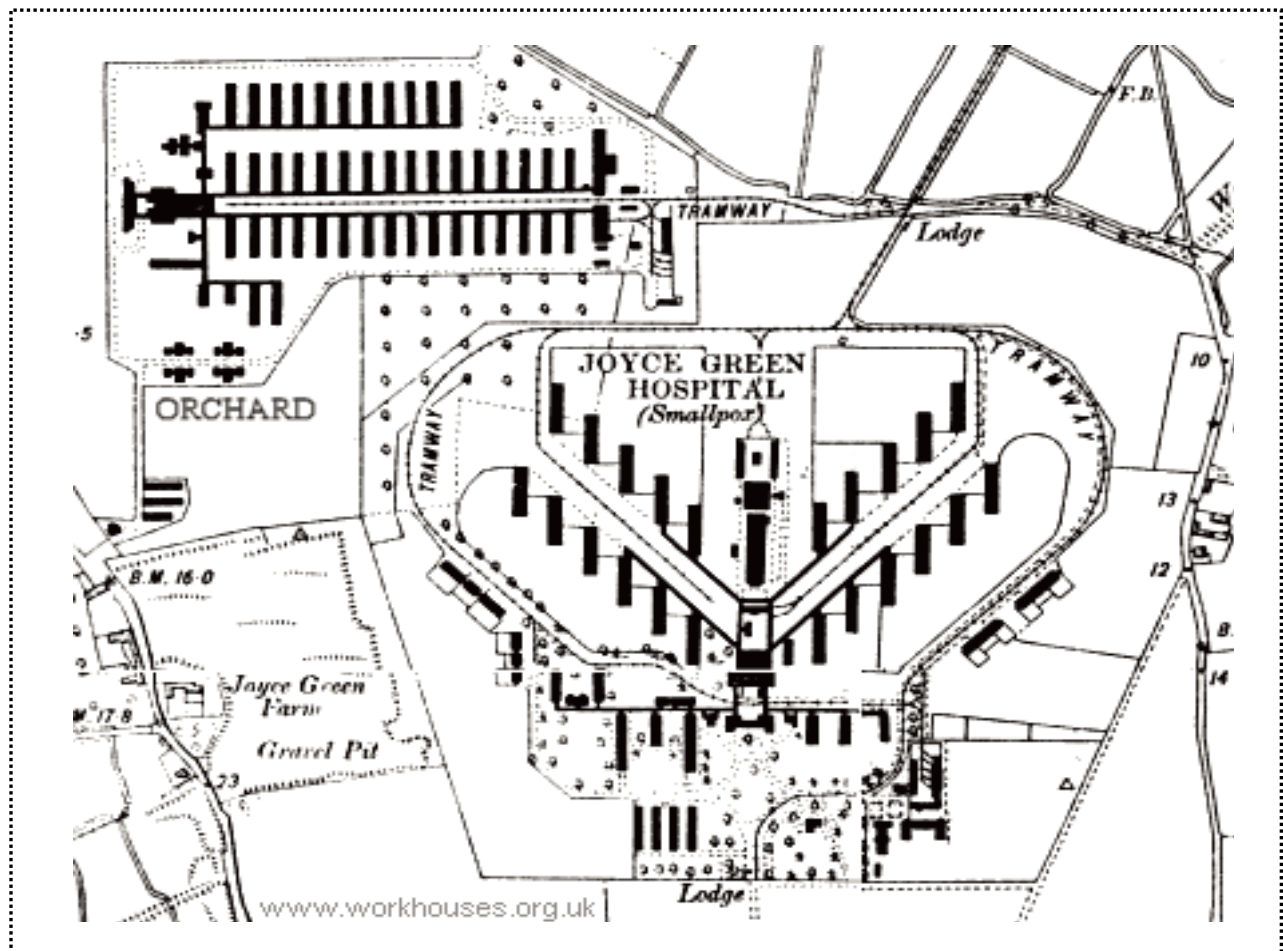 F.B.
TRAMWAY
Lodge
.5
JOYCE GREEN
HOSPITAL
(Smallpox)
TRAMWAY
10
ORCHARD
TRAMWAY
13
12
B.M. 16.0
B.
14
Joyce Green
Farm
M. 17.8
Gravel Pit
23
Lodge
www.workhouses.org.uk
W